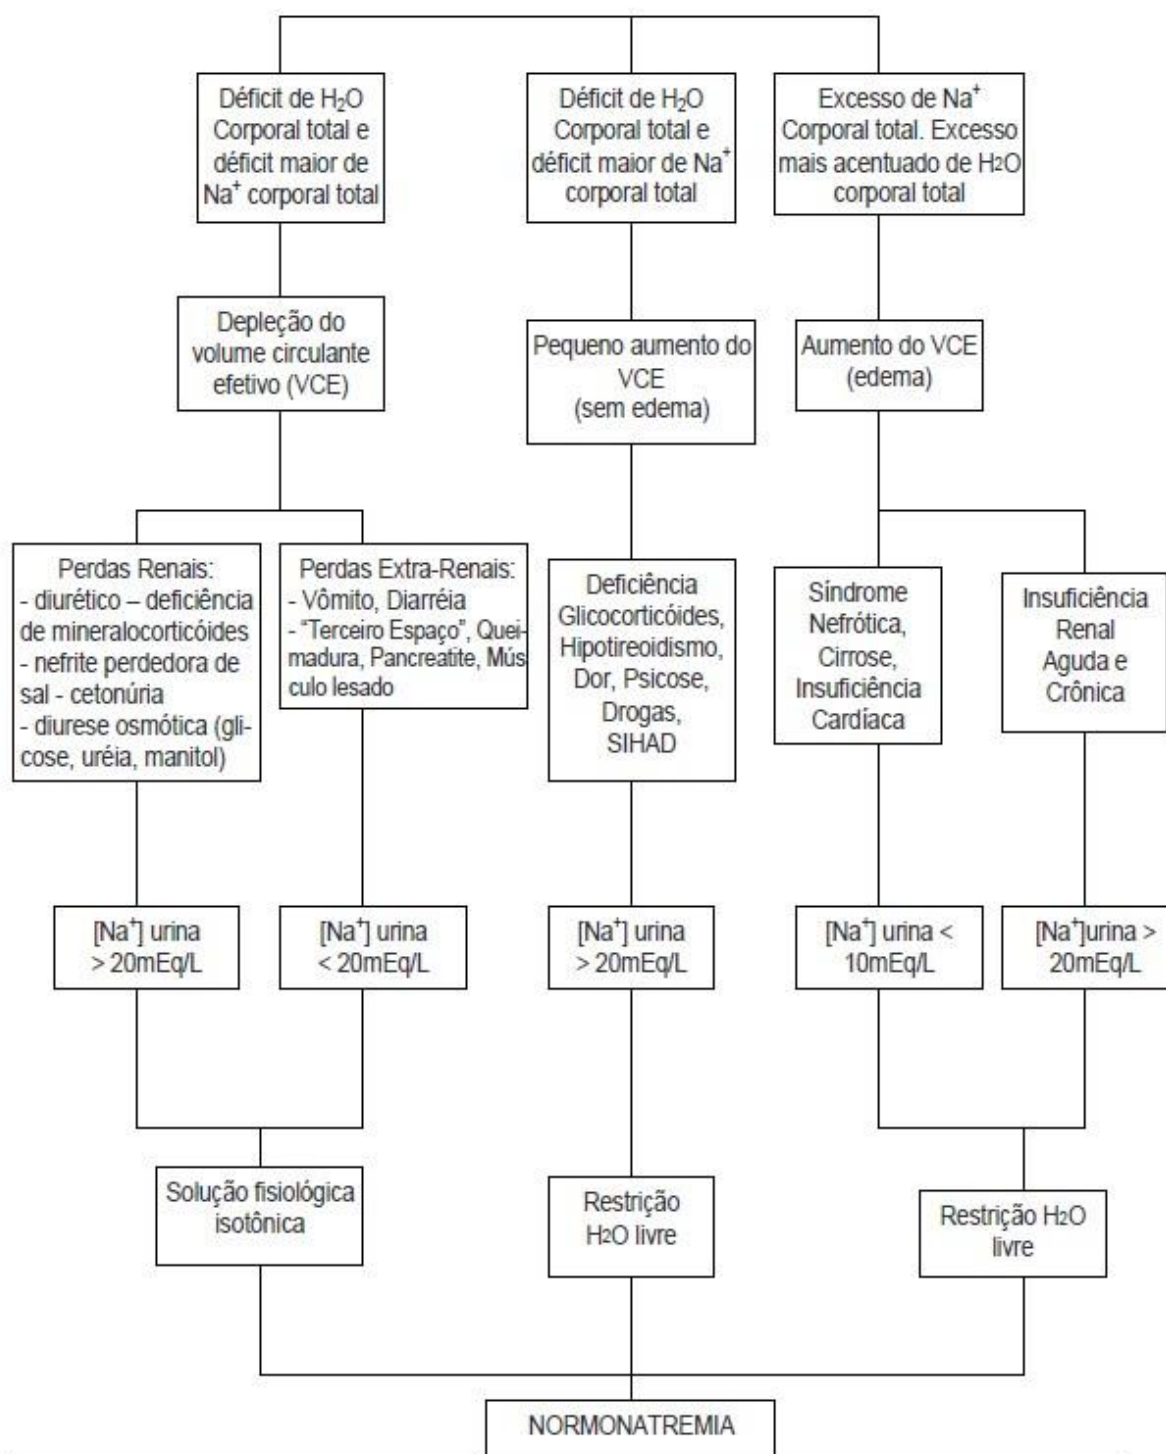 Déficit de H₂O
Corporal total e
déficit maior de
Na⁺ corporal total
Déficit de H₂O
Corporal total e
déficit maior de Na⁺
corporal total
Excesso de Na⁺
Corporal total. Excesso
mais acentuado de H2O
corporal total
Depleção do
volume circulante
efetivo (VCE)
Pequeno aumento do
VCE
(sem edema)
Aumento do VCE
(edema)
Perdas Renais:
- diurético – deficiência
de mineralocorticóides
- nefrite perdedora de
sal - cetonúria
- diurese osmótica (gli-
cose, uréia, manitol)
Perdas Extra-Renais:
- Vômito, Diarréia
- “Terceiro Espaço”, Quei-
madura, Pancreatite, Mús
culo lesado
Deficiência
Glicocorticóides,
Hipotireoidismo,
Dor, Psicose,
Drogas,
SIHAD
Síndrome
Nefrótica,
Cirrose,
Insuficiência
Cardíaca
Insuficiência
Renal
Aguda e
Crônica
[Na⁺] urina
> 20mEq/L
[Na⁺] urina
< 20mEq/L
[Na⁺] urina
> 20mEq/L
[Na⁺] urina <
10mEq/L
[Na⁺]urina >
20mEq/L
Solução fisiológica
isotônica
Restrição
H2O livre
Restrição H2O
livre
NORMONATREMIA